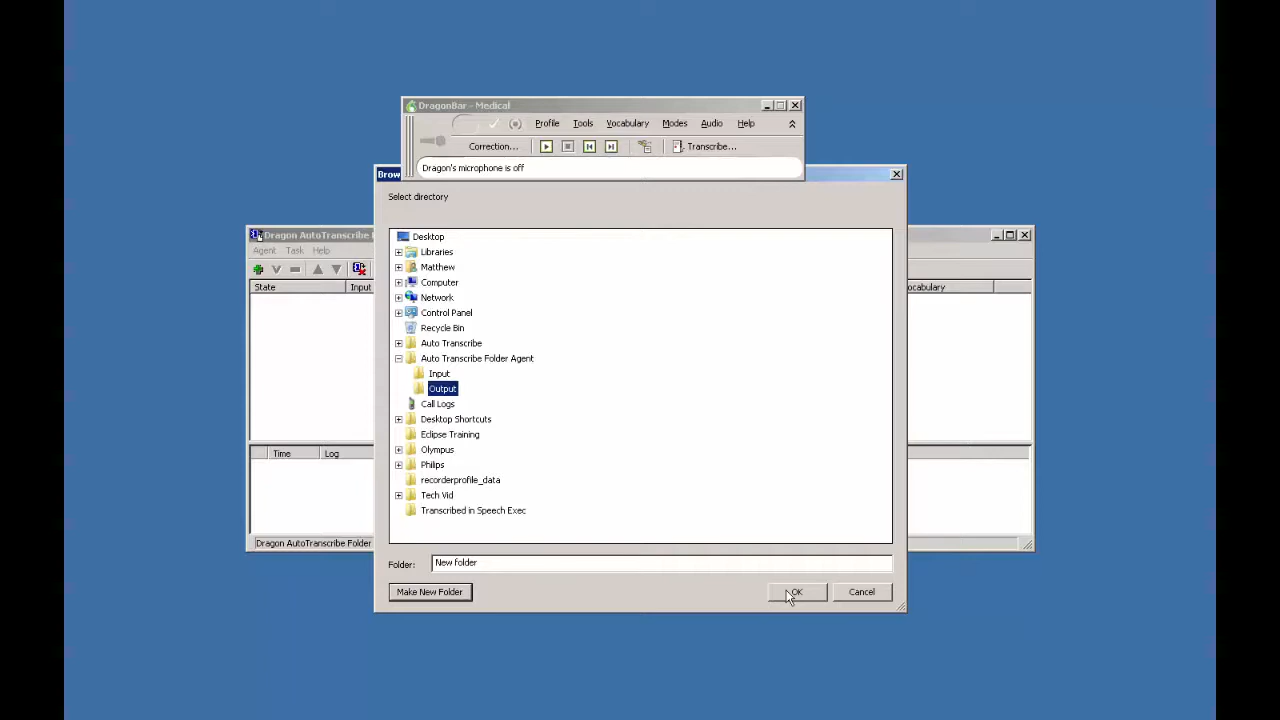 DragonBar - Medical
Profile Tools Vocabulary Modes Audio Help
Correction... Transcribe...
Dragon's microphone is off
Brow
Select directory
Desktop
Libraries
Matthew
Computer
Network
Control Panel
Recycle Bin
Auto Transcribe
Auto Transcribe Folder Agent
Input
Output
Call Logs
Desktop Shortcuts
Eclipse Training
Olympus
Philips
recorderprofile_data
Tech Vid
Transcribed in Speech Exec
Folder: New folder
Make New Folder OK Cancel
Dragon AutoTranscribe
Agent Task Help
State Input ocabulary
Time Log
Dragon AutoTranscribe Folder